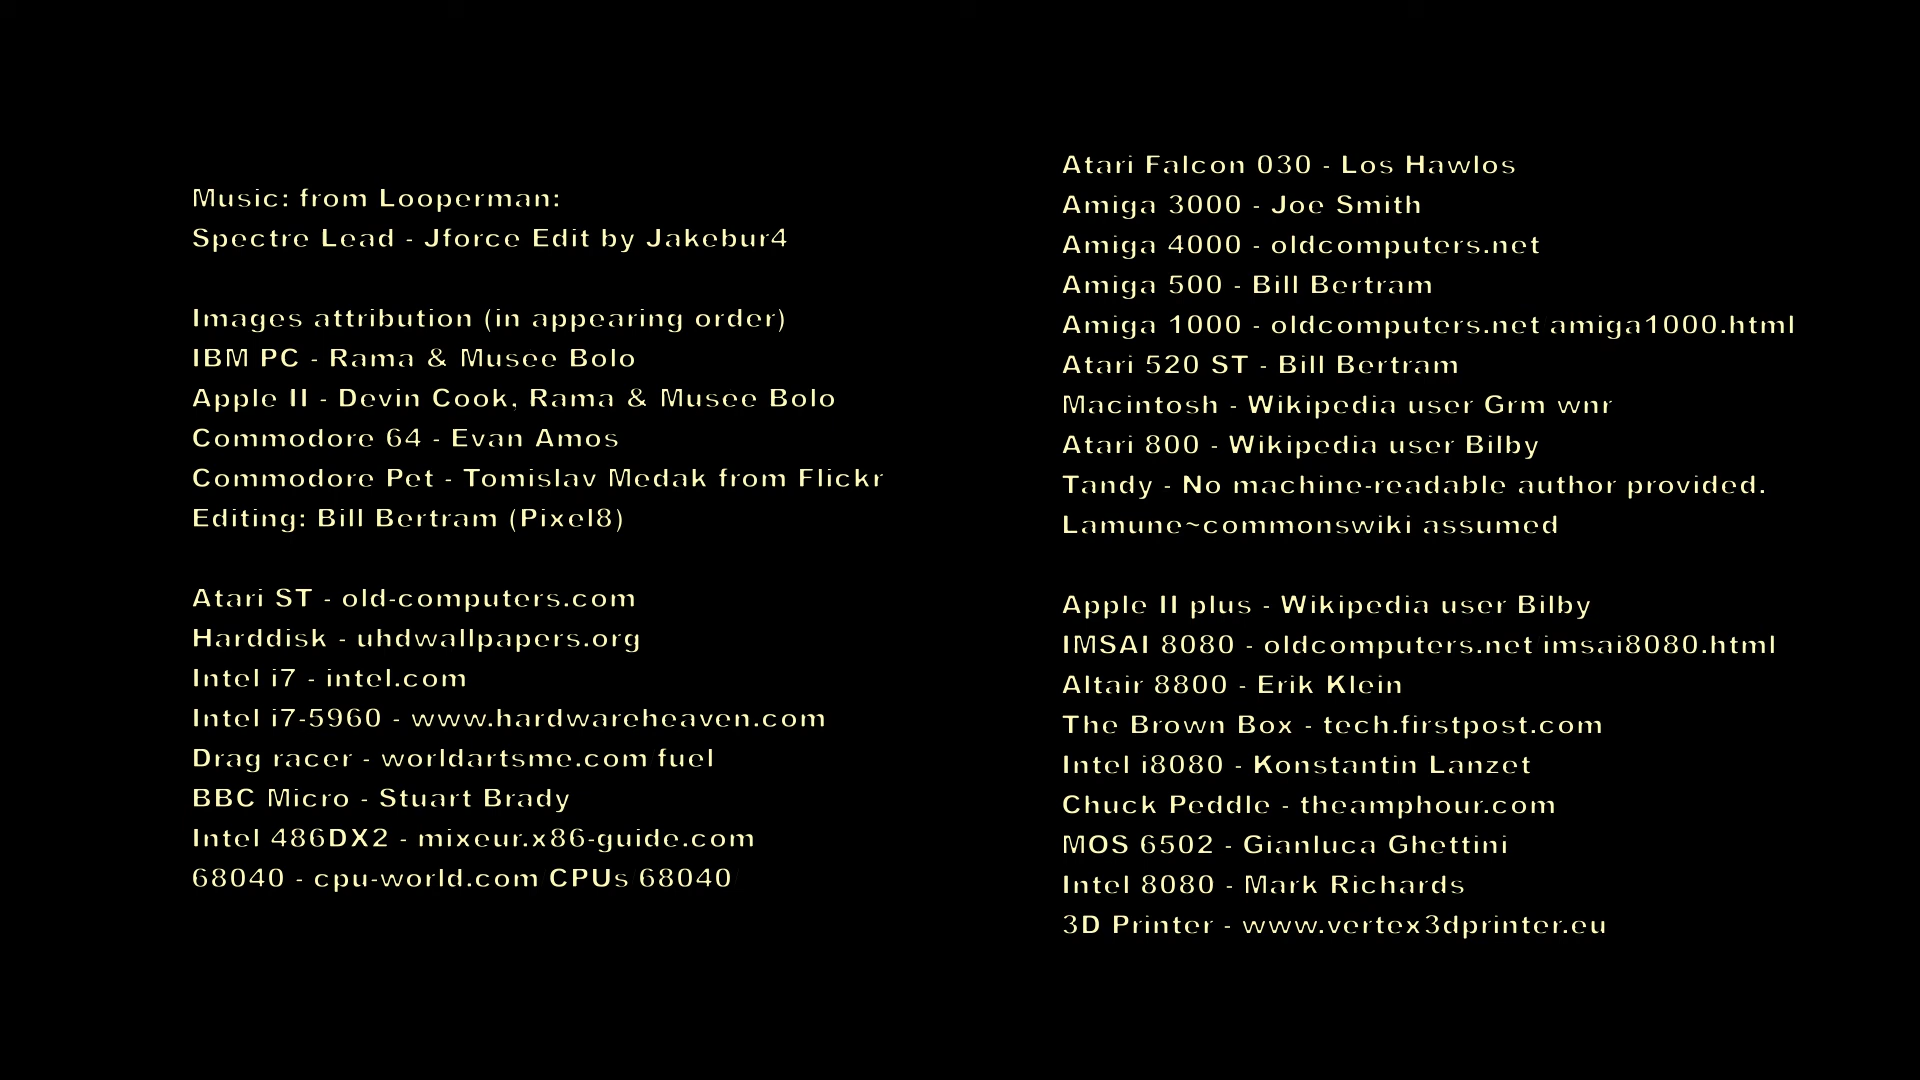 Music: from Looperman:
Spectre Lead - Jforce Edit by Jakebur4
Images attribution (in appearing order)
IBM PC - Rama & Musee Bolo
Apple II - Devin Cook, Rama & Musee Bolo
Commodore 64 - Evan Amos
Commodore Pet - Tomislav Medak from Flickr
Editing: Bill Bertram (Pixel8)
Atari ST - old-computers.com
Harddisk - uhdwallpapers.org
Intel i7 - intel.com
Intel i7-5960 - www.hardwareheaven.com
Drag racer - worldartsme.com fuel
BBC Micro - Stuart Brady
Intel 486DX2 - mixeur.x86-guide.com
68040 - cpu-world.com CPUs 68040
Atari Falcon 030 - Los Hawlos
Amiga 3000 - Joe Smith
Amiga 4000 - oldcomputers.net
Amiga 500 - Bill Bertram
Amiga 1000 - oldcomputers.net amiga1000.html
Atari 520 ST - Bill Bertram
Macintosh - Wikipedia user Grm wnr
Atari 800 - Wikipedia user Bilby
Tandy - No machine-readable author provided.
Lamune~commonswiki assumed
Apple II plus - Wikipedia user Bilby
IMSAI 8080 - oldcomputers.net imsai8080.html
Altair 8800 - Erik Klein
The Brown Box - tech.firstpost.com
Intel i8080 - Konstantin Lanzet
Chuck Peddle - theamphour.com
MOS 6502 - Gianluca Ghettini
Intel 8080 - Mark Richards
3D Printer - www.vertex3dprinter.eu